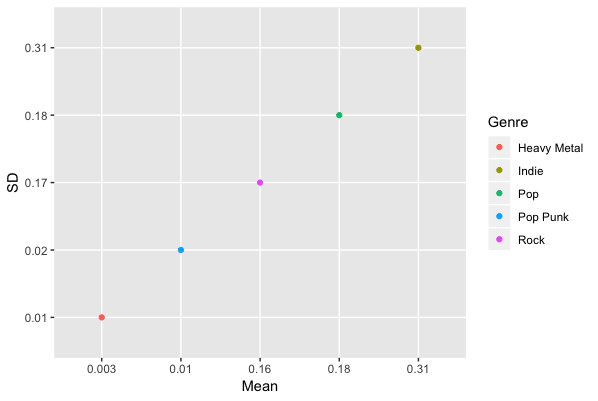 0.31
0.18
0.17
0.02
0.01
SD
0.003 0.01 0.16 0.18 0.31
Mean
Genre
Heavy Metal
Indie
Pop
Pop Punk
Rock